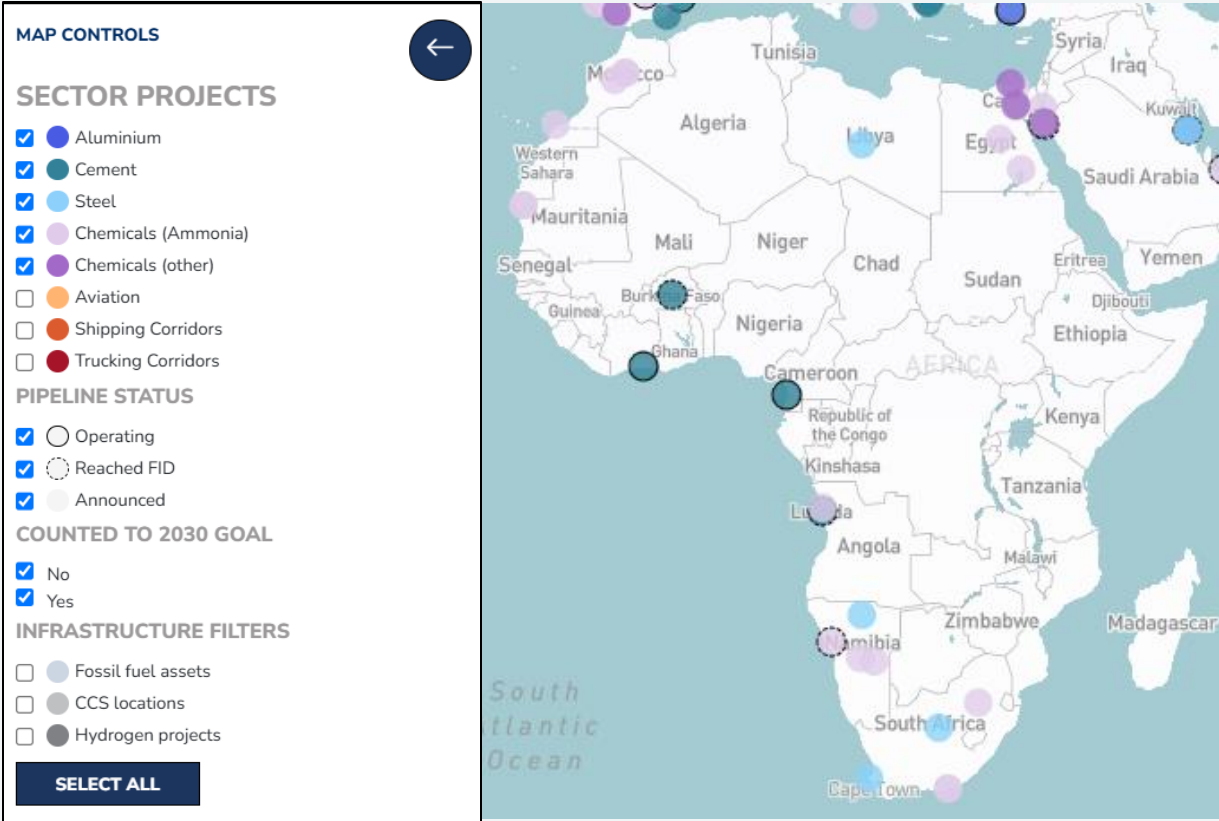 MAP CONTROLS
SECTOR PROJECTS
Aluminium
Cement
Steel
Chemicals (Ammonia)
Chemicals (other)
Aviation
Shipping Corridors
Trucking Corridors
PIPELINE STATUS
Operating
Reached FID
Announced
COUNTED TO 2030 GOAL
No
Yes
INFRASTRUCTURE FILTERS
Fossil fuel assets
CCS locations
Hydrogen projects
SELECT ALL
Tunisia
Syria
Iraq
Kuwait
Algeria
Western
Sahara
Saudi Arabia
Mauritania
Mali
Niger
Chad
Sudan
Eritrea
Yemen
Senegal
Guinea
Nigeria
Djibouti
Ethiopia
Ghana
Cameroon
AFRICA
Republic of
the Congo
Kenya
Kinshasa
Tanzania
Angola
Malawi
Zimbabwe
Madagascar
Namibia
South Africa
South
tlantic
Ocean
Cape Town